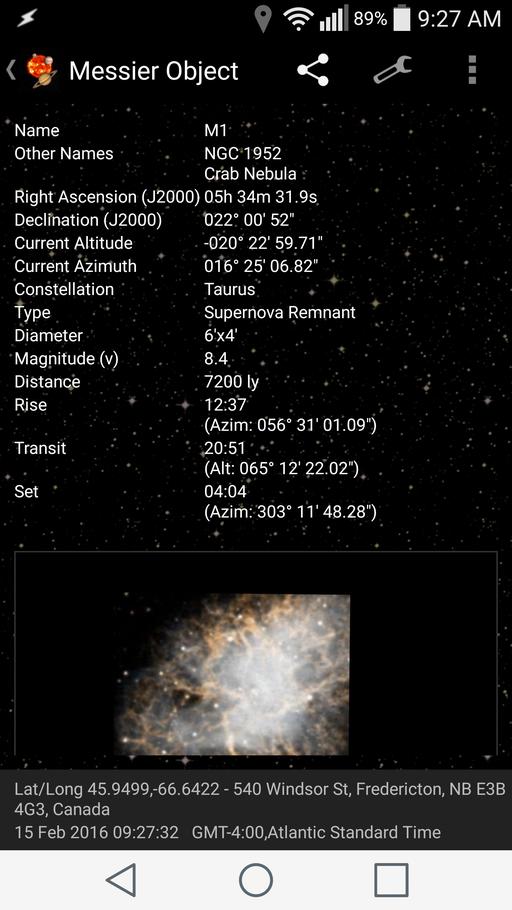 89% 9:27 AM
Messier Object
Name M1
Other Names NGC 1952
Crab Nebula
Right Ascension (J2000) 05h 34m 31.9s
Declination (J2000) 022° 00' 52"
Current Altitude -020° 22' 59.71"
Current Azimuth 016° 25' 06.82"
Constellation Taurus
Type Supernova Remnant
Diameter 6'x4'
Magnitude (v) 8.4
Distance 7200 ly
Rise 12:37
(Azim: 056° 31' 01.09")
Transit 20:51
(Alt: 065° 12' 22.02")
Set 04:04
(Azim: 303° 11' 48.28")
Lat/Long 45.9499,-66.6422 - 540 Windsor St, Fredericton, NB E3B
4G3, Canada
15 Feb 2016 09:27:32 GMT-4:00,Atlantic Standard Time